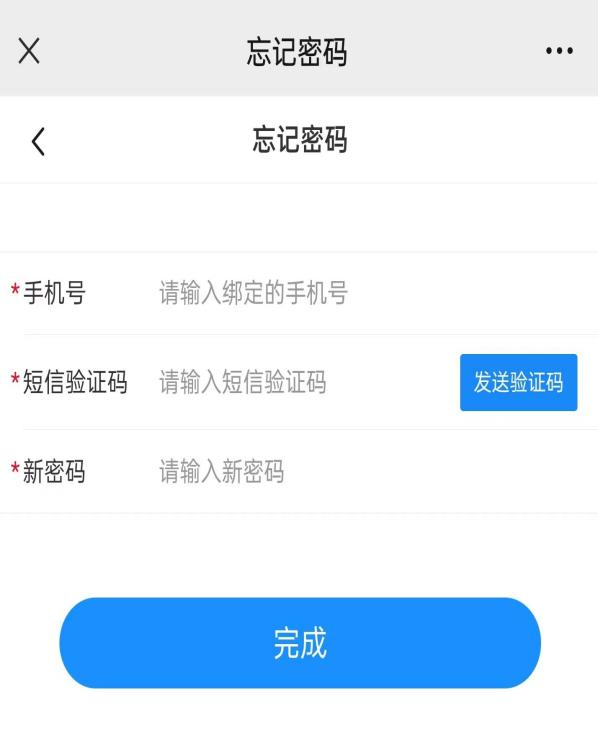 忘记密码
忘记密码
*手机号 请输入绑定的手机号
*短信验证码 请输入短信验证码 发送验证码
*新密码 请输入新密码
完成